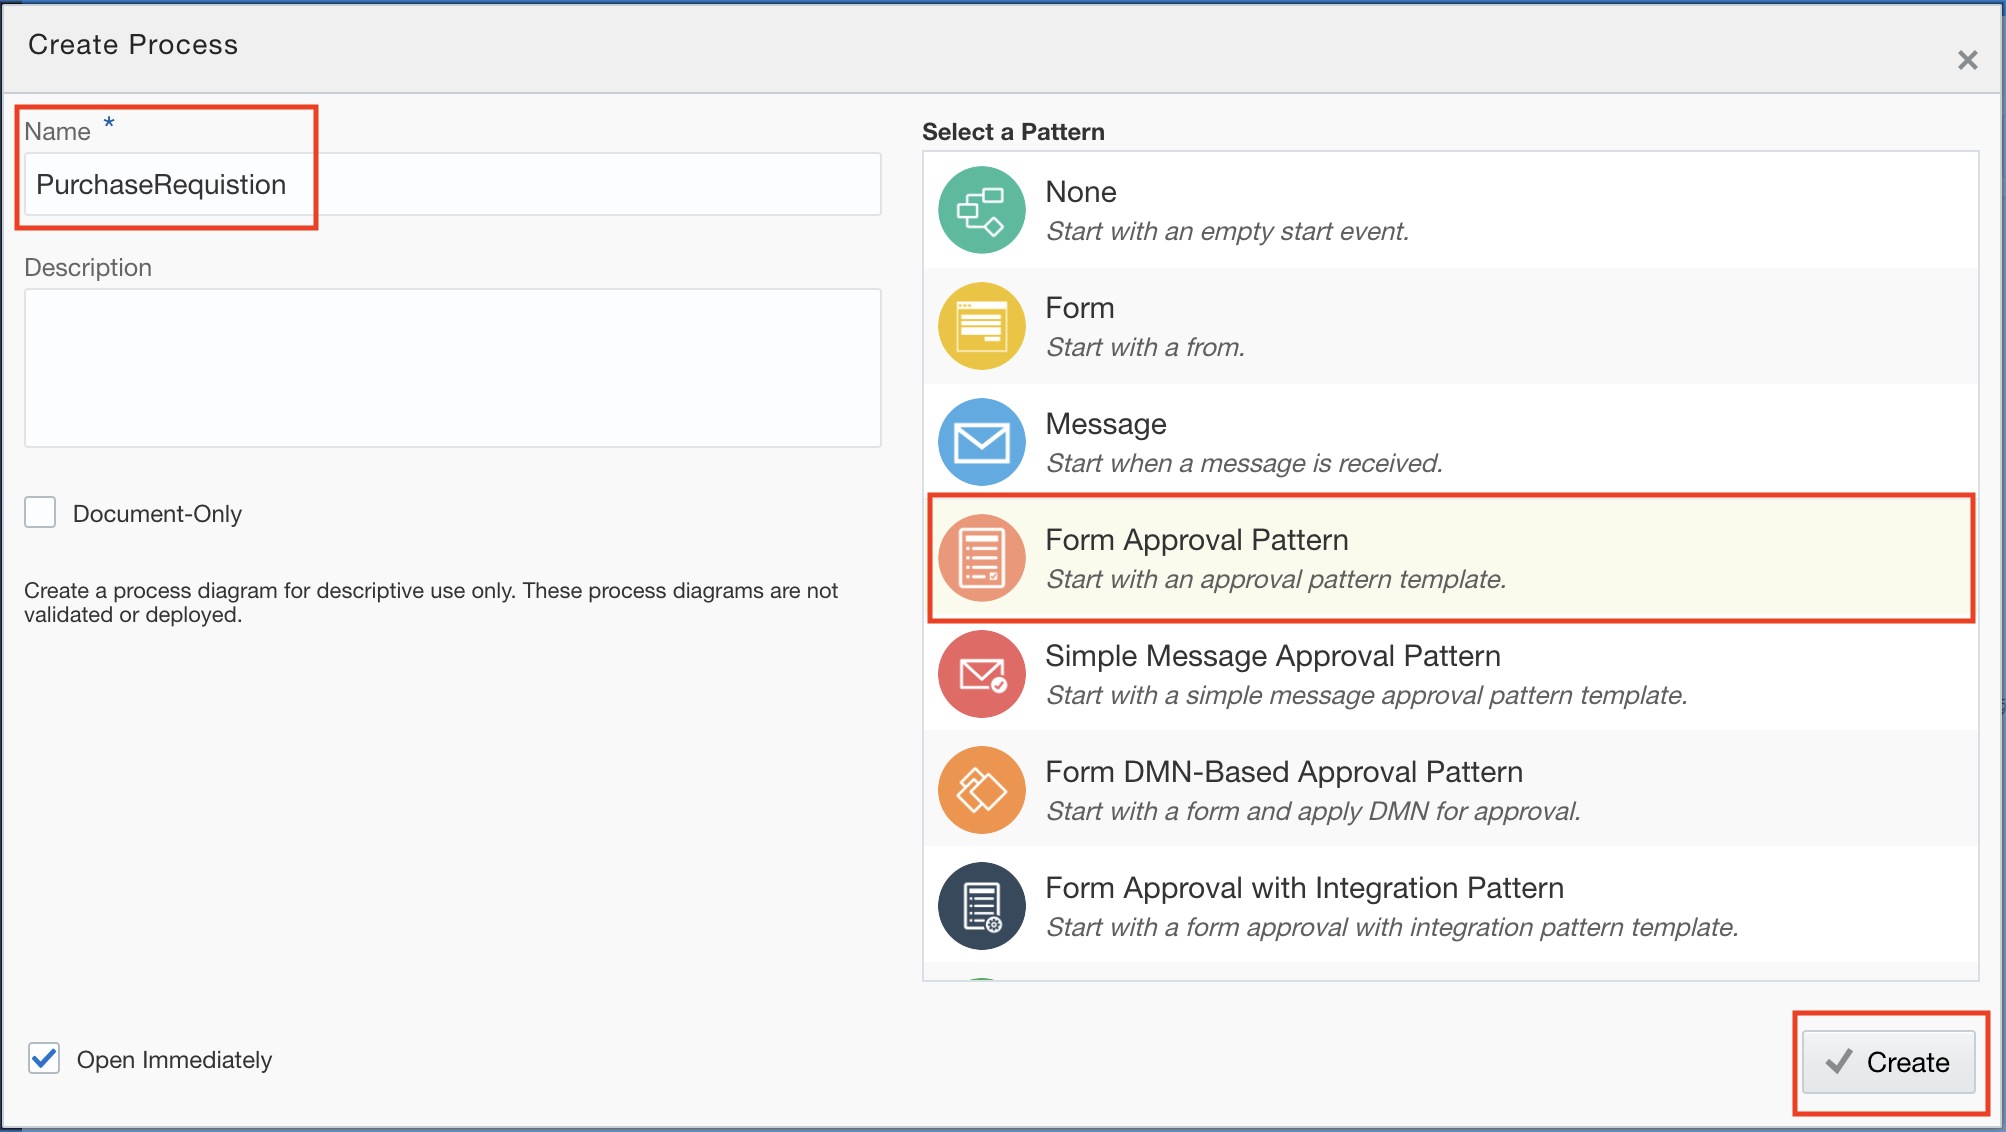 Create Process
Name *
PurchaseRequistion
Description
Document-Only
Create a process diagram for descriptive use only. These process diagrams are not
validated or deployed.
Open Immediately
Select a Pattern
None
Start with an empty start event.
Form
Start with a from.
Message
Start when a message is received.
Form Approval Pattern
Start with an approval pattern template.
Simple Message Approval Pattern
Start with a simple message approval pattern template.
Form DMN-Based Approval Pattern
Start with a form and apply DMN for approval.
Form Approval with Integration Pattern
Start with a form approval with integration pattern template.
Create